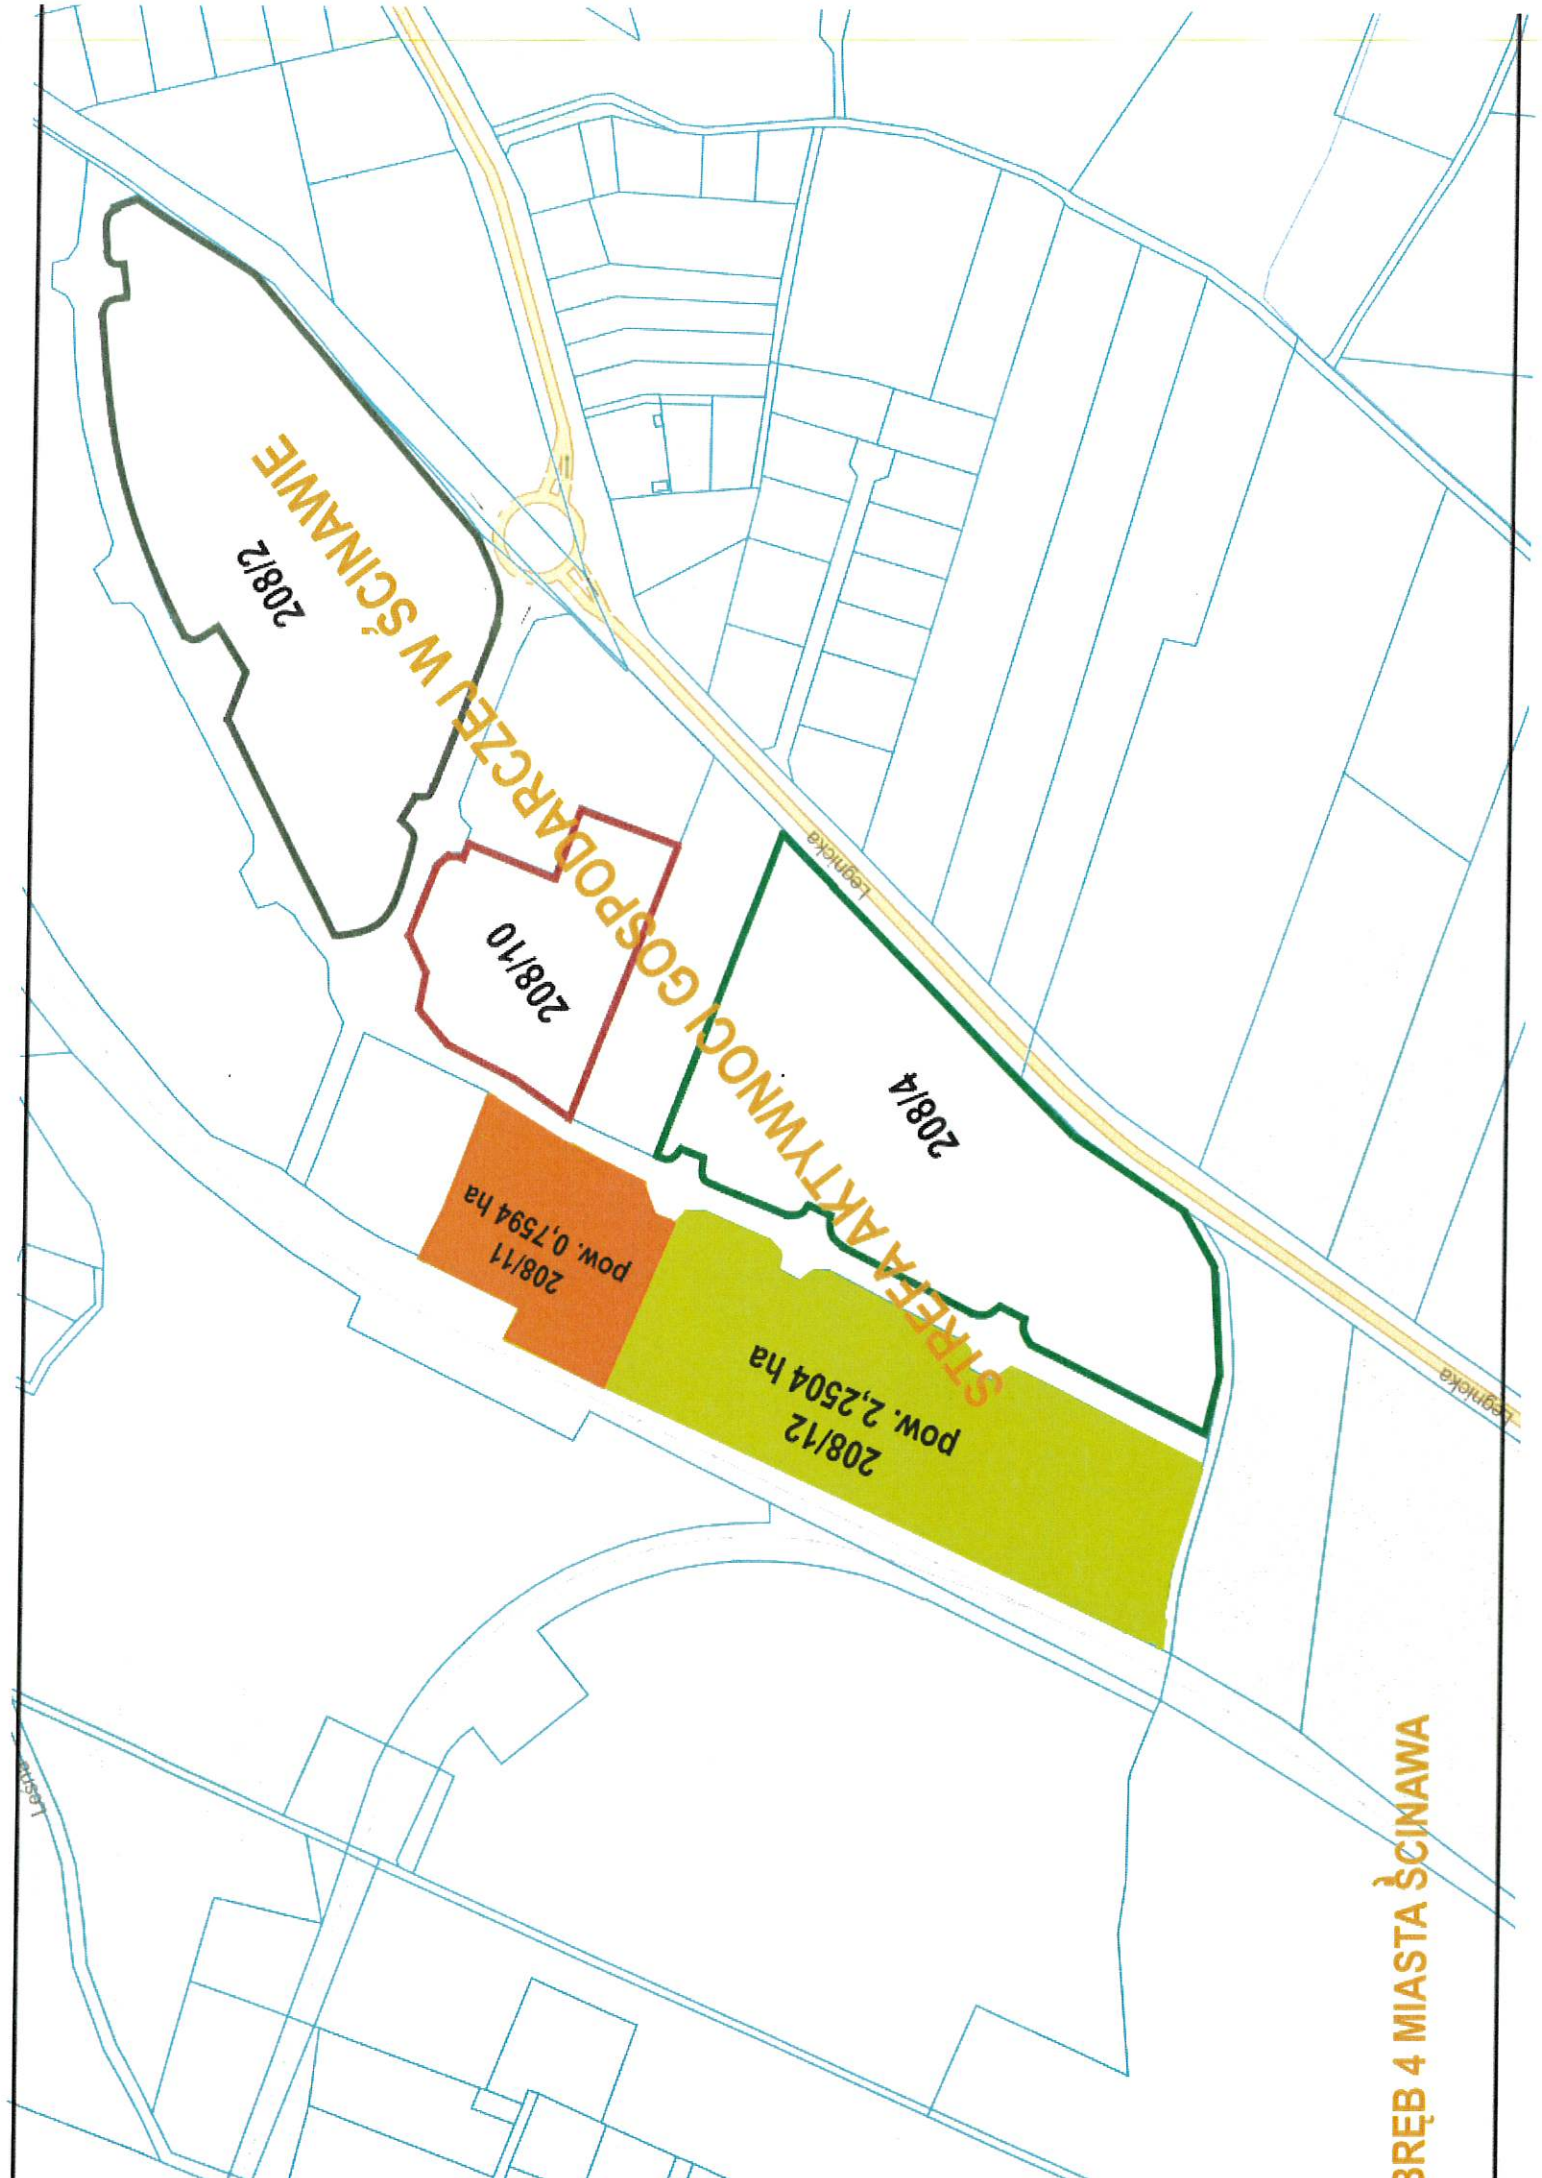 STREFA AKTYWNOCI GOSPODARCZEJ W ŚCINAWIE
208/2
208/10
208/4
208/11
pow. 0,7594 ha
208/12
pow. 2,2504 ha
Legnicka
Legnicka
BRĘB 4 MIASTA ŚCINAWA